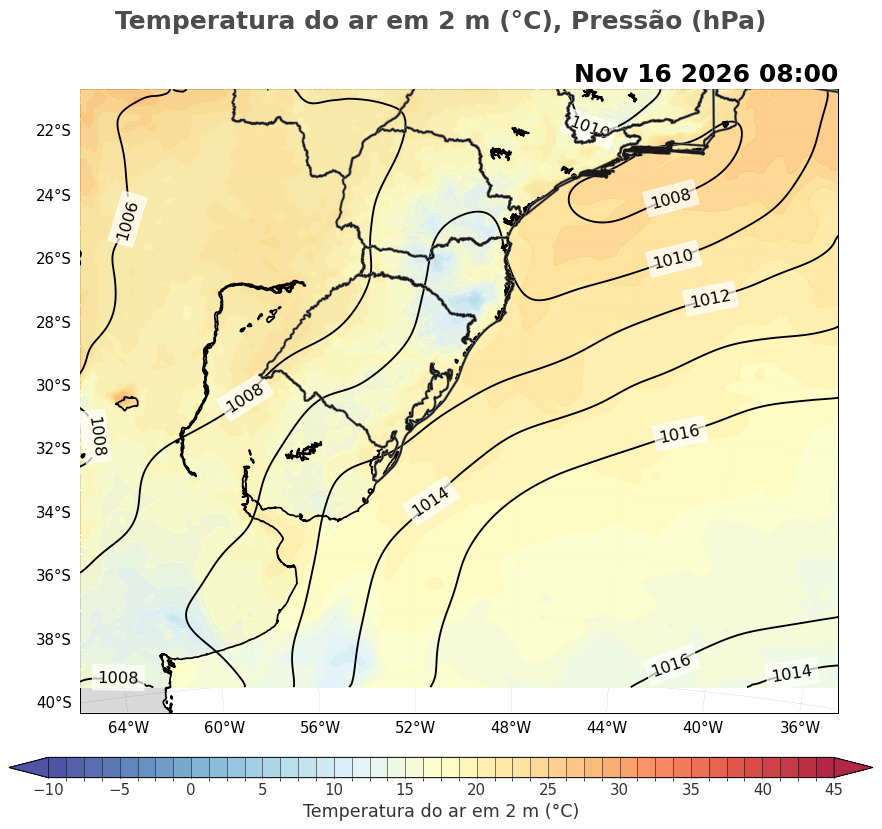 Temperatura do ar em 2 m (°C), Pressão (hPa)
Nov 16 2026 08:00
22°S
24°S
26°S
28°S
30°S
32°S
34°S
36°S
38°S
40°S
1010
1006
1008
1010
1012
1008
1008
1016
1014
1016
1014
1008
64°W
60°W
56°W
52°W
48°W
44°W
40°W
36°W
−10
−5
0
5
10
15
20
25
30
35
40
45
Temperatura do ar em 2 m (°C)